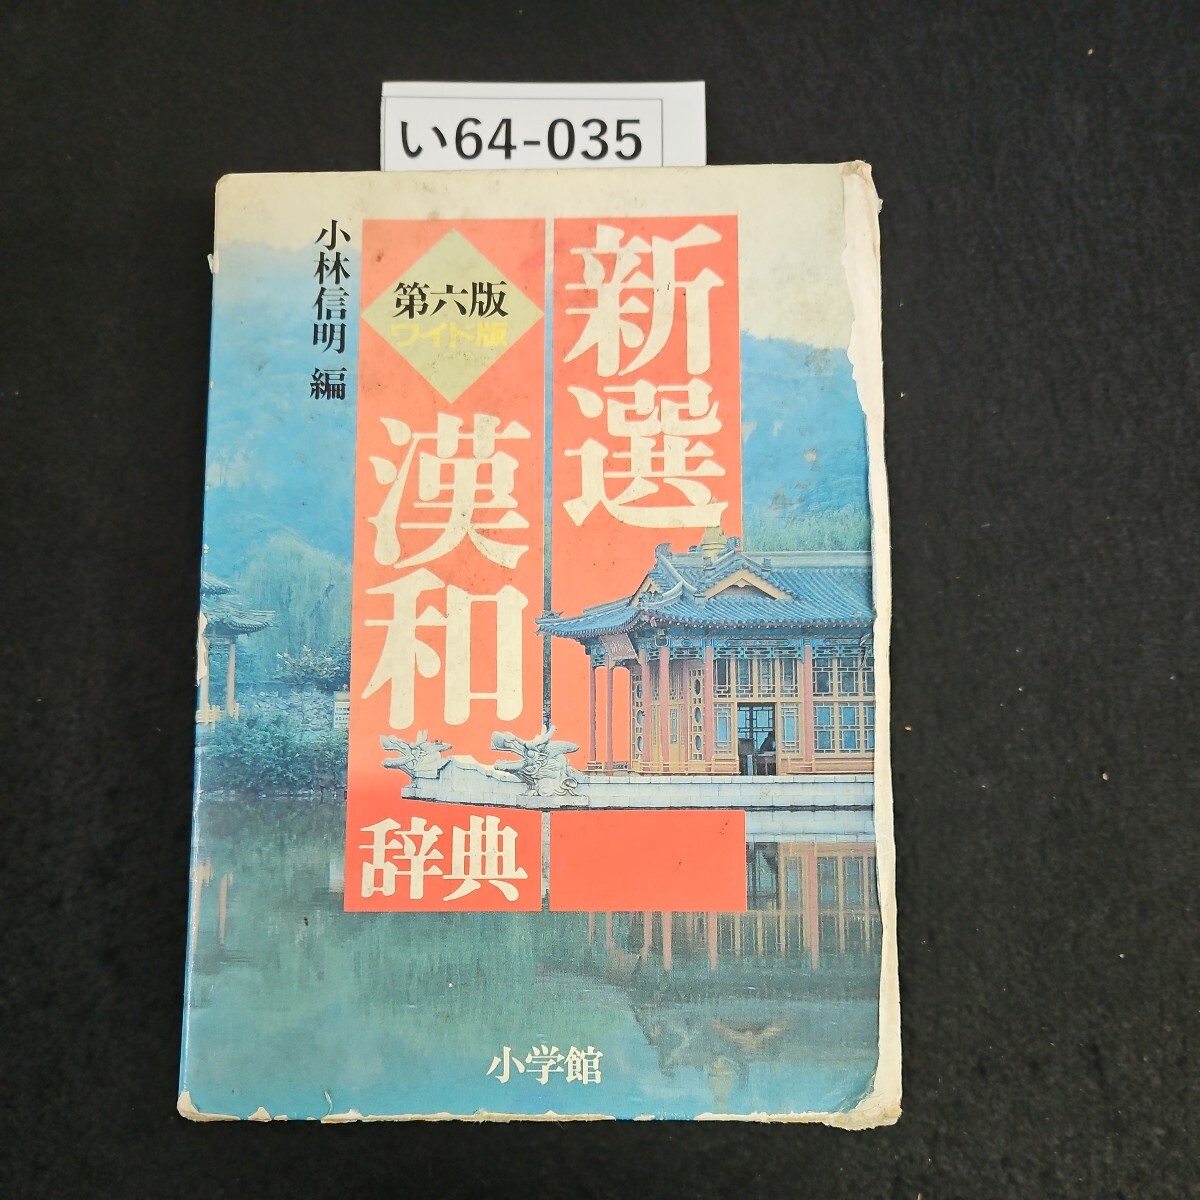 い64-035
新選
漢和
辞典
第六版
ワイド版
小林信明 編
小学館